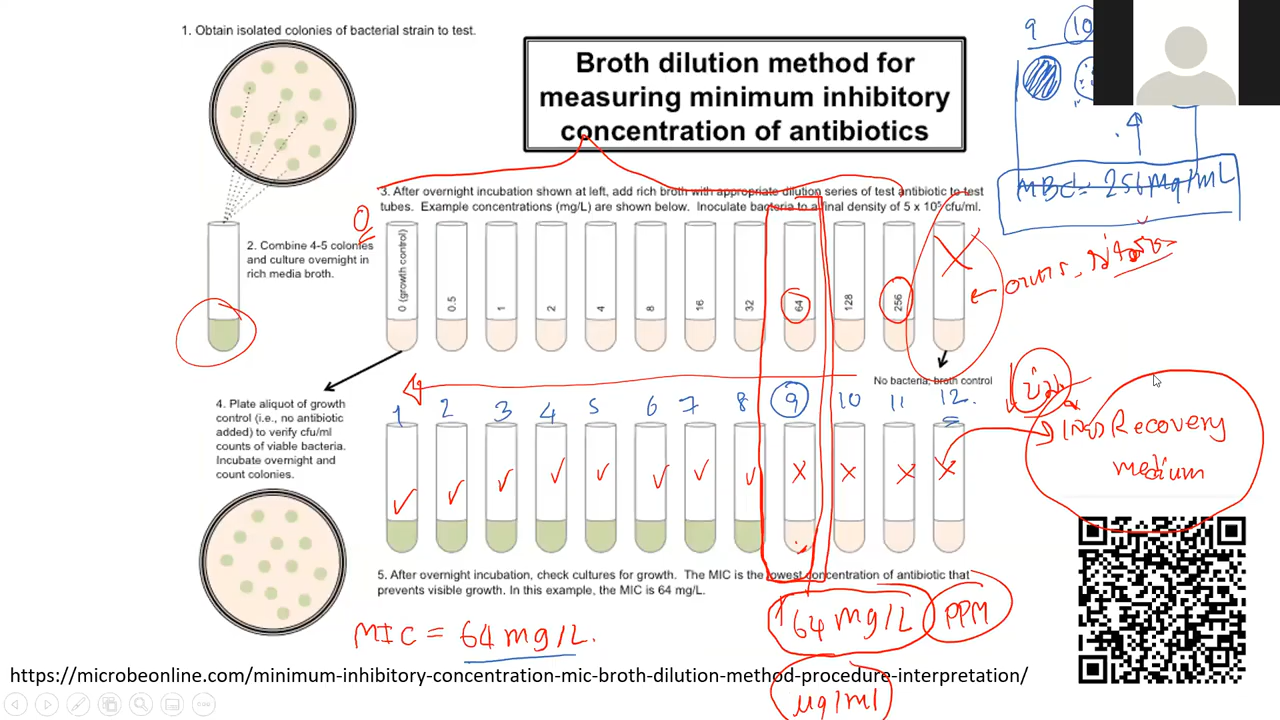 1. Obtain isolated colonies of bacterial strain to test.
Broth dilution method for
measuring minimum inhibitory
concentration of antibiotics
9 10
MBC = 256 mg/mL
2. Combine 4-5 colonies
and culture overnight in
rich media broth.
3. After overnight incubation shown at left, add rich broth with appropriate dilution series of test antibiotic to test
tubes. Example concentrations (mg/L) are shown below. Inoculate bacteria to a final density of 5 x 10⁵ cfu/ml.
0
0 (growth control)
0.5
1
2
4
8
16
32
64
128
256
X
No bacteria; broth control
4. Plate aliquot of growth
control (i.e., no antibiotic
added) to verify cfu/ml
counts of viable bacteria.
Incubate overnight and
count colonies.
1 2 3 4 5 6 7 8 9 10 11 12.
✓ ✓ ✓ ✓ ✓ ✓ ✓ ✓ X X X X
Recovery
medium
5. After overnight incubation, check cultures for growth. The MIC is the lowest concentration of antibiotic that
prevents visible growth. In this example, the MIC is 64 mg/L.
MIC = 64 mg/L.
64 mg/L PPM
µg/ml
https://microbeonline.com/minimum-inhibitory-concentration-mic-broth-dilution-method-procedure-interpretation/